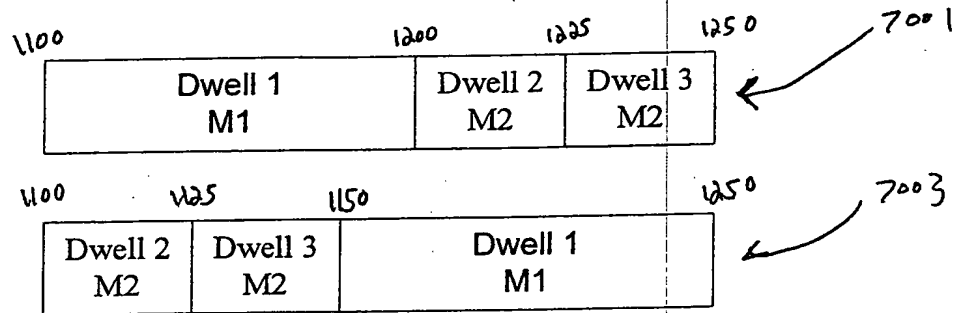 1100 1200 1225 1250 7001
Dwell 1 Dwell 2 Dwell 3
M1 M2 M2
1100 1125 1150 1250 7003
Dwell 2 Dwell 3 Dwell 1
M2 M2 M1